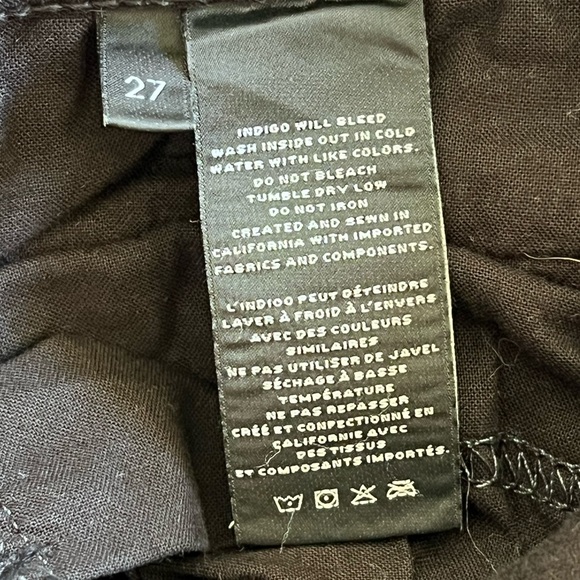 27
INDIGO WILL BLEED
WASH INSIDE OUT IN COLD
WATER WITH LIKE COLORS.
DO NOT BLEACH
TUMBLE DRY LOW
DO NOT IRON
CREATED AND SEWN IN
CALIFORNIA WITH IMPORTED
FABRICS AND COMPONENTS.
L'INDIGO PEUT DÉTEINDRE
LAVER À FROID À L'ENVERS
AVEC DES COULEURS
SIMILAIRES
NE PAS UTILISER DE JAVEL
SÉCHAGE À BASSE
TEMPÉRATURE
NE PAS REPASSER
CRÉÉ ET CONFECTIONNÉ EN
CALIFORNIE AVEC
DES TISSUS
ET COMPOSANTS IMPORTÉS.